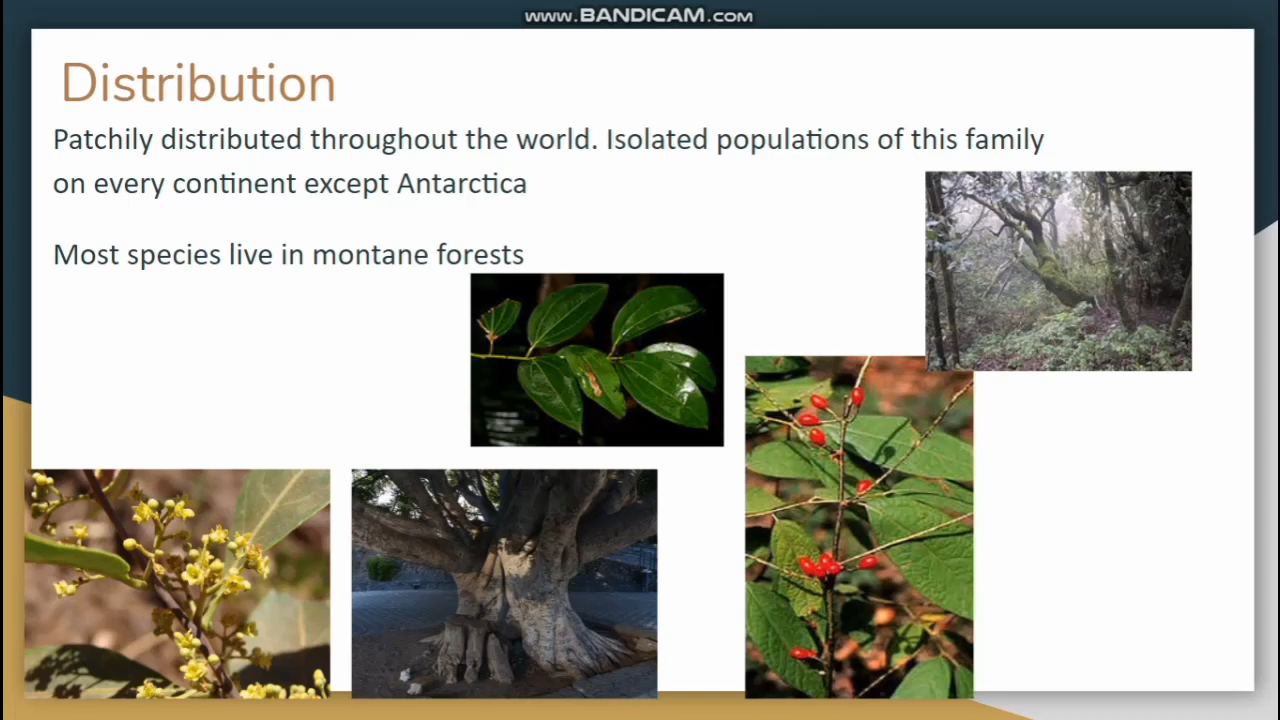 www.BANDICAM.com
Distribution
Patchily distributed throughout the world. Isolated populations of this family
on every continent except Antarctica
Most species live in montane forests